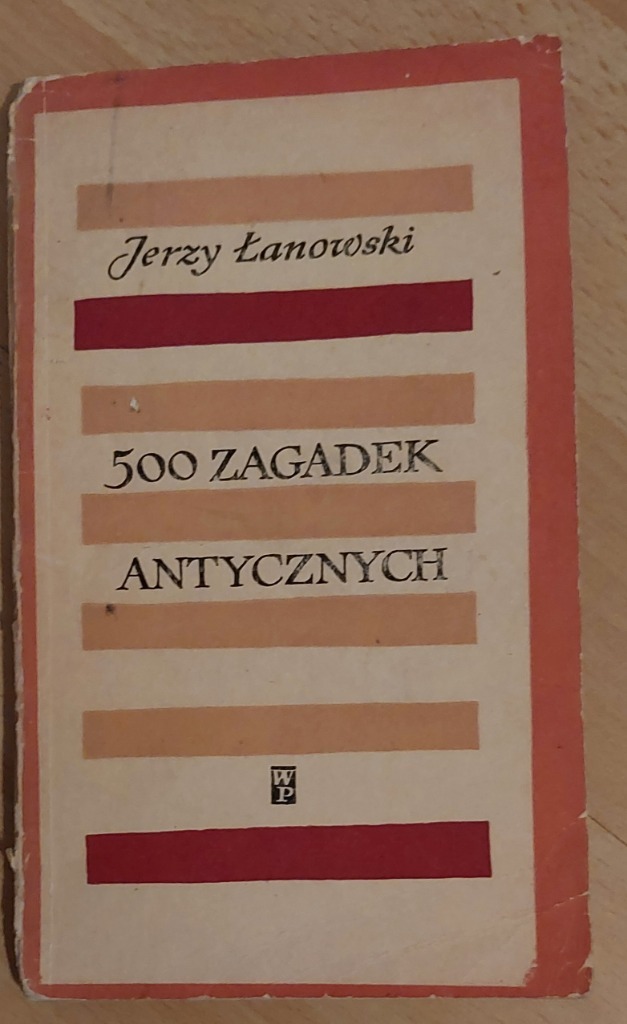 Jerzy Łanowski
500 ZAGADEK
ANTYCZNYCH
WP